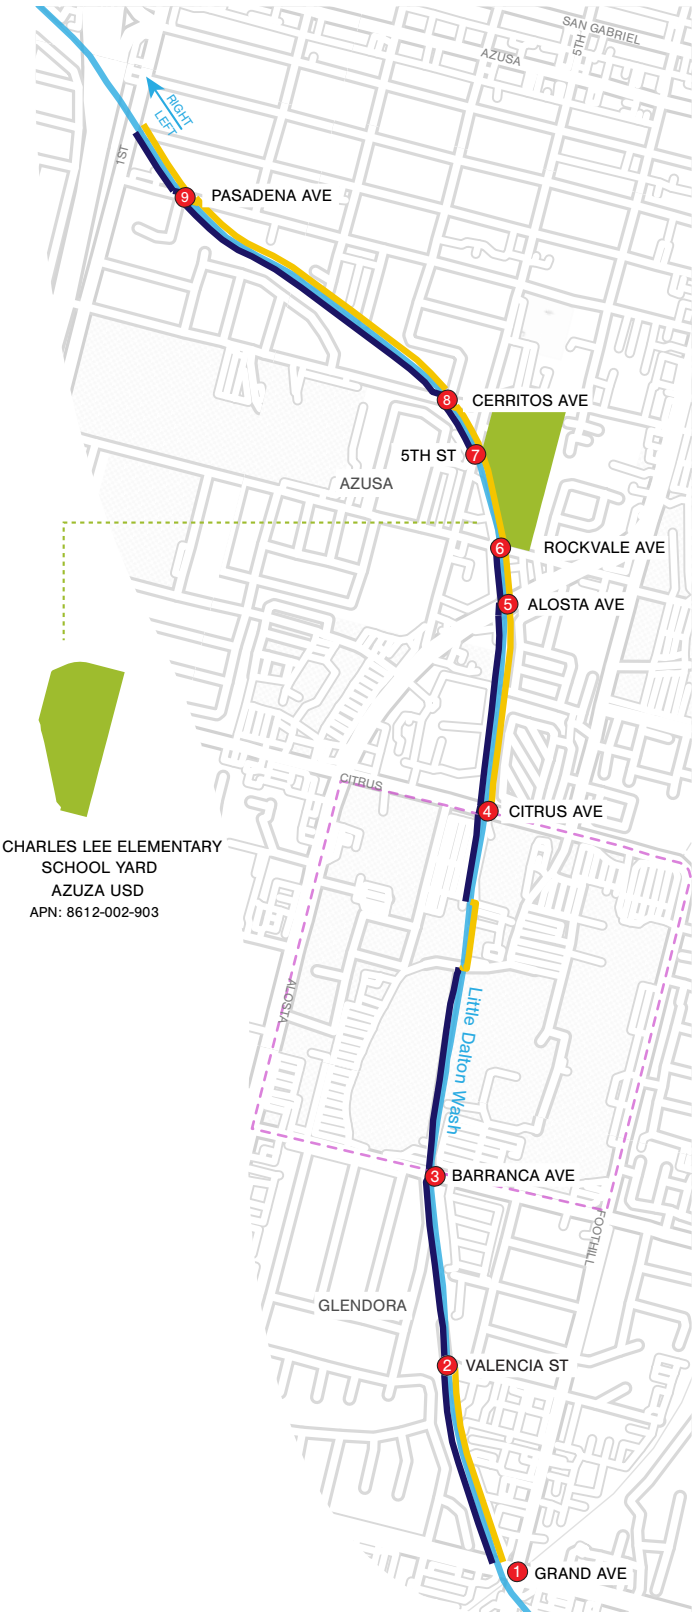 SAN GABRIEL
5TH
AZUSA
RIGHT
LEFT
1ST
9 PASADENA AVE
8 CERRITOS AVE
5TH ST 7
AZUSA
6 ROCKVALE AVE
5 ALOSTA AVE
CITRUS
4 CITRUS AVE
CHARLES LEE ELEMENTARY
SCHOOL YARD
AZUZA USD
APN: 8612-002-903
ALOSTA
Little Dalton Wash
3 BARRANCA AVE
FOOTHILL
GLENDORA
2 VALENCIA ST
1 GRAND AVE